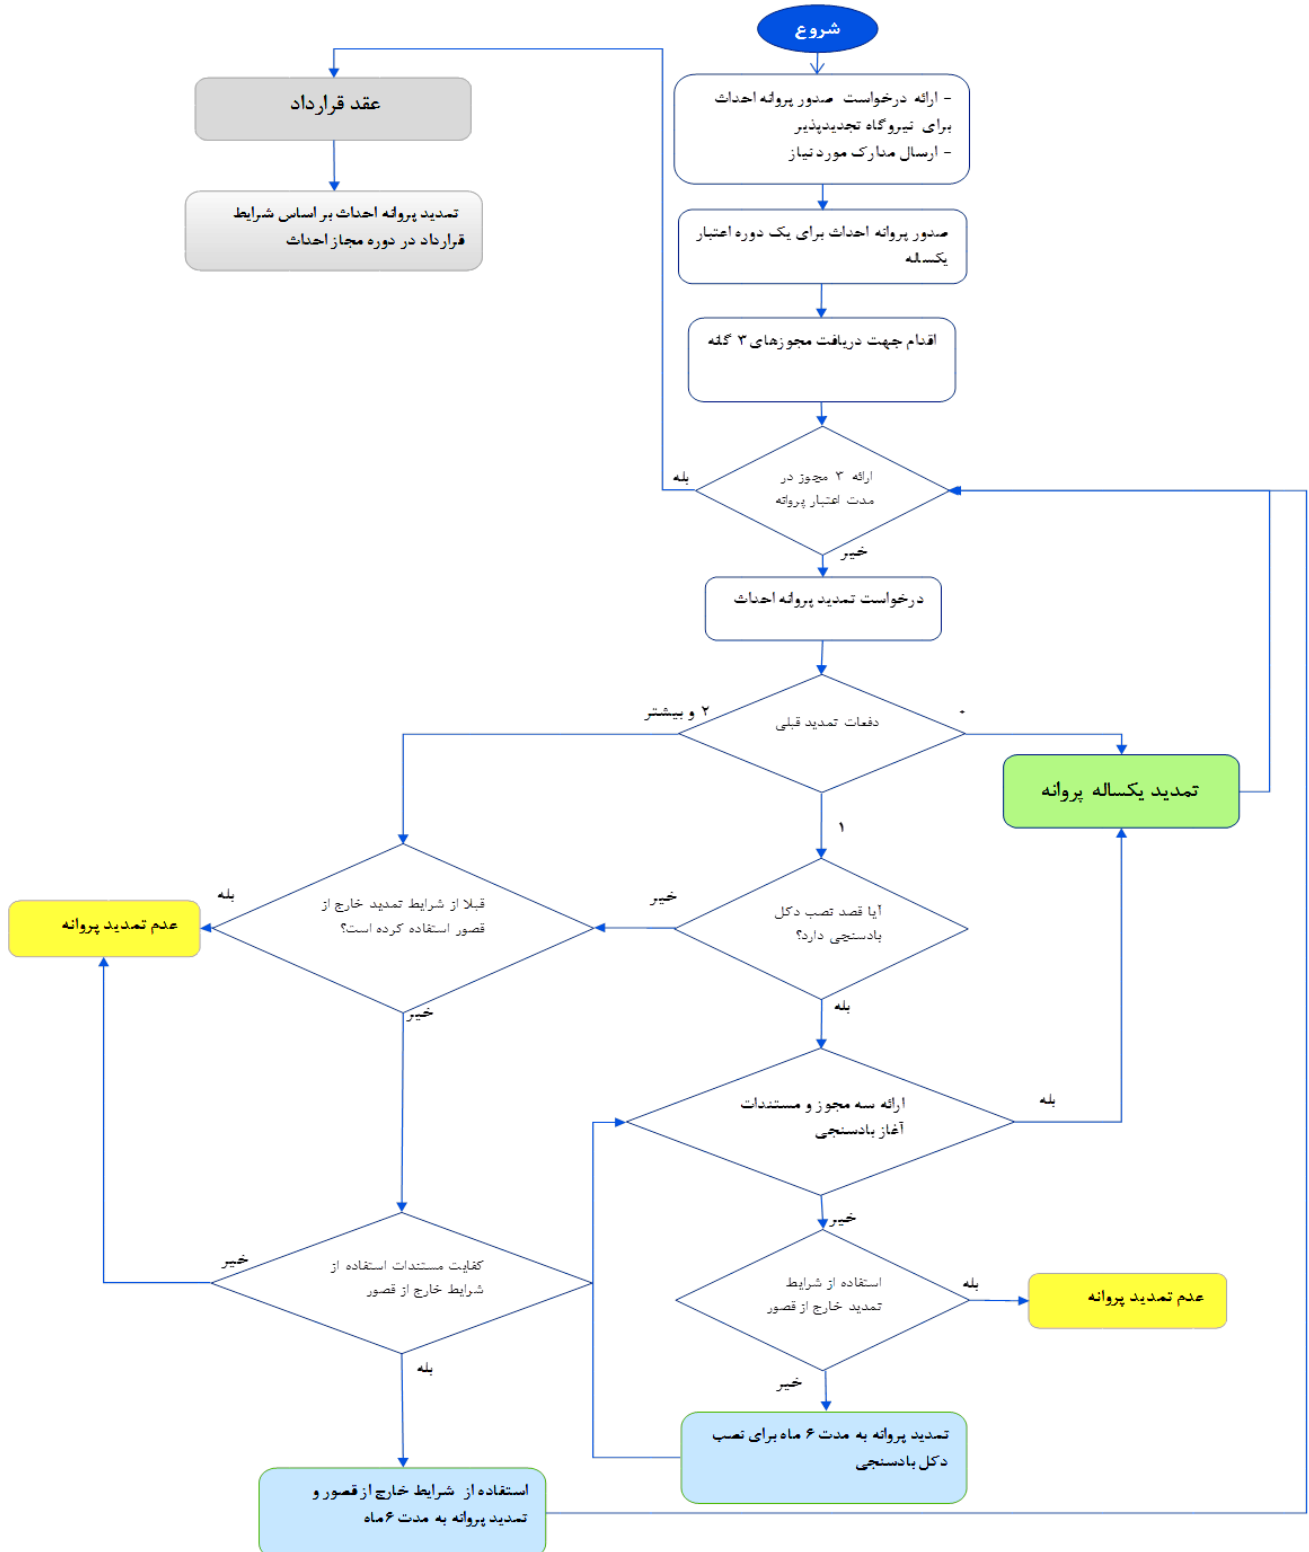 شروع
- ارائه درخواست صدور پروانه احداث
برای نیروگاه تجدیدپذیر
- ارسال مدارک مورد نیاز
صدور پروانه احداث برای یک دوره اعتبار
یکساله
اقدام جهت دریافت مجوزهای ۳ گانه
ارائه ۳ مجوز در
مدت اعتبار پروانه
بله
عقد قرارداد
تمدید پروانه احداث بر اساس شرایط
قرارداد در دوره مجاز احداث
خیر
درخواست تمدید پروانه احداث
دفعات تمدید قبلی
۰
۲ و بیشتر
۱
تمدید یکساله پروانه
آیا قصد نصب دکل
بادسنجی دارد؟
خیر
قبلا از شرایط تمدید خارج از
قصور استفاده کرده است؟
بله
عدم تمدید پروانه
خیر
بله
ارائه سه مجوز و مستندات
آغاز بادسنجی
بله
خیر
استفاده از شرایط
تمدید خارج از قصور
بله
عدم تمدید پروانه
خیر
تمدید پروانه به مدت ۶ ماه برای نصب
دکل بادسنجی
کفایت مستندات استفاده از
شرایط خارج از قصور
خیر
بله
استفاده از شرایط خارج از قصور و
تمدید پروانه به مدت ۶ماه